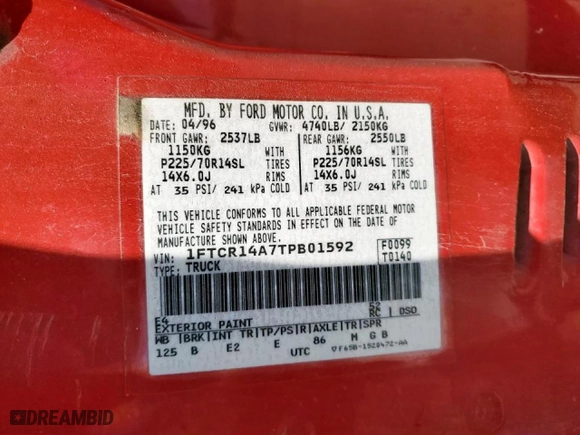 MFD. BY FORD MOTOR CO. IN U.S.A.
DATE: 04/96 GVWR: 4740LB/ 2150KG
FRONT GAWR: 2537LB REAR GAWR: 2550LB
1150KG WITH 1156KG WITH
P225/70R14SL TIRES P225/70R14SL TIRES
14X6.0J RIMS 14X6.0J RIMS
AT 35 PSI/ 241 kPa COLD AT 35 PSI/ 241 kPa COLD
THIS VEHICLE CONFORMS TO ALL APPLICABLE FEDERAL MOTOR
VEHICLE SAFETY STANDARDS IN EFFECT ON THE DATE OF
MANUFACTURE SHOWN ABOVE.
VIN: 1FTCR14A7TPB01592 F0099
TYPE: TRUCK T0140
E4 52
EXTERIOR PAINT RC DSO
WB BRK INT TR TP/PS R AXLE TR SPR
125 B E2 E 86 M G B
UTC F65B-1520472-AA
DREAMBID